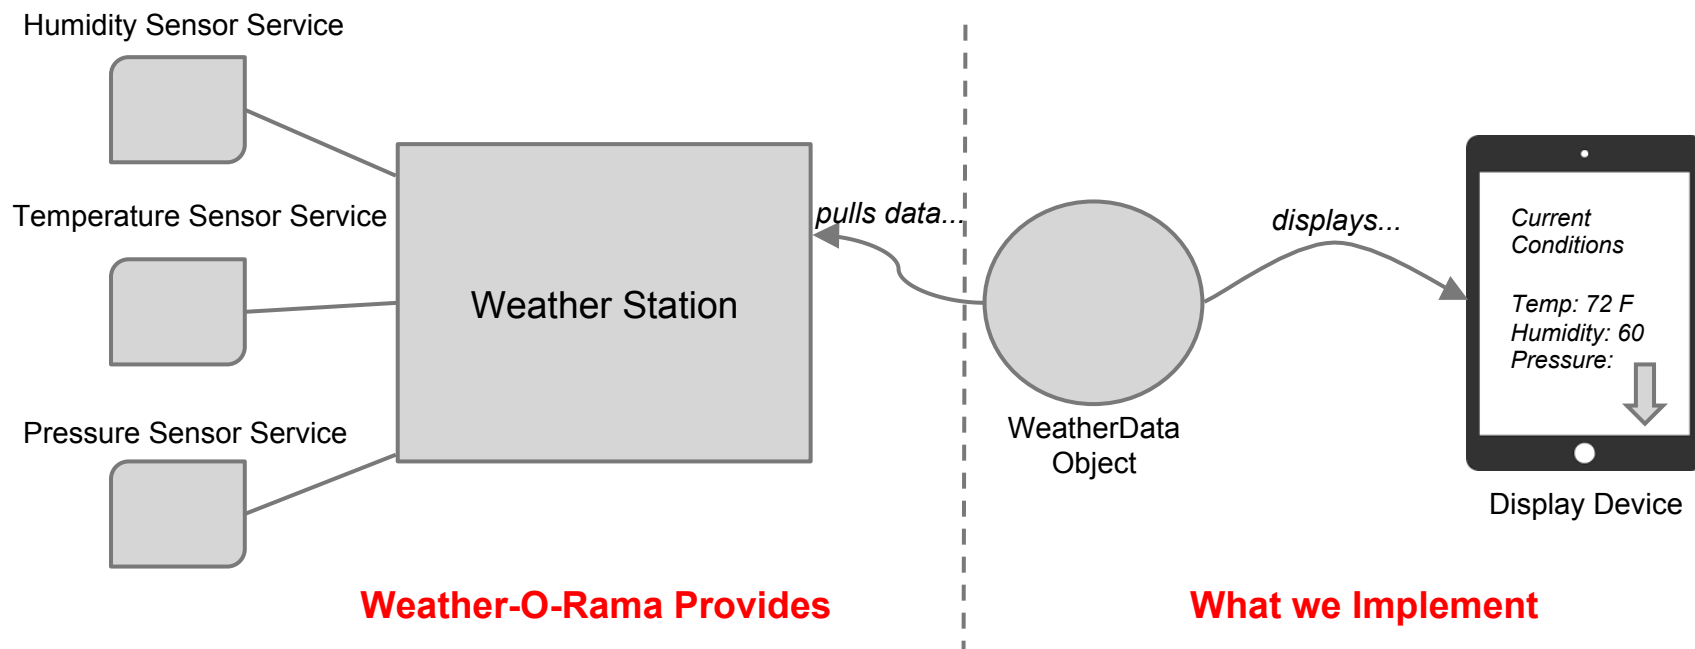 Humidity Sensor Service
Temperature Sensor Service
Pressure Sensor Service
Weather Station
pulls data...
WeatherData
Object
displays...
Current
Conditions
Temp: 72 F
Humidity: 60
Pressure:
Display Device
Weather-O-Rama Provides
What we Implement